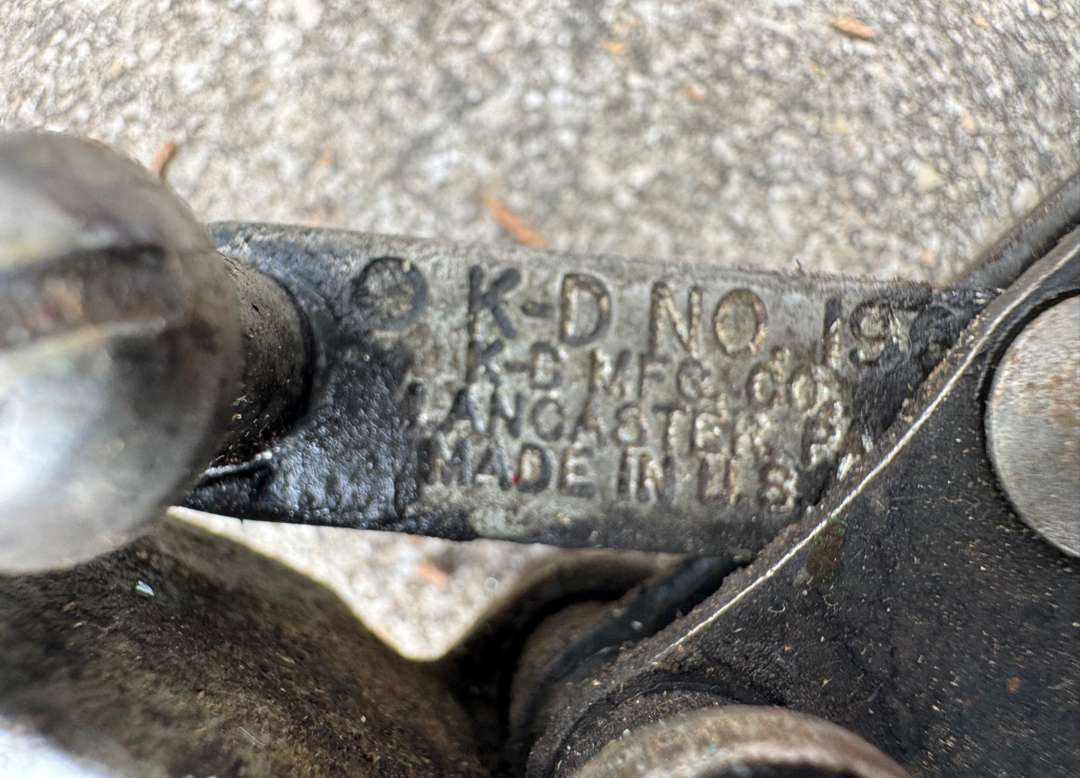 K-D NO. 19
K-D MFG. CO
LANCASTER P
MADE IN U S